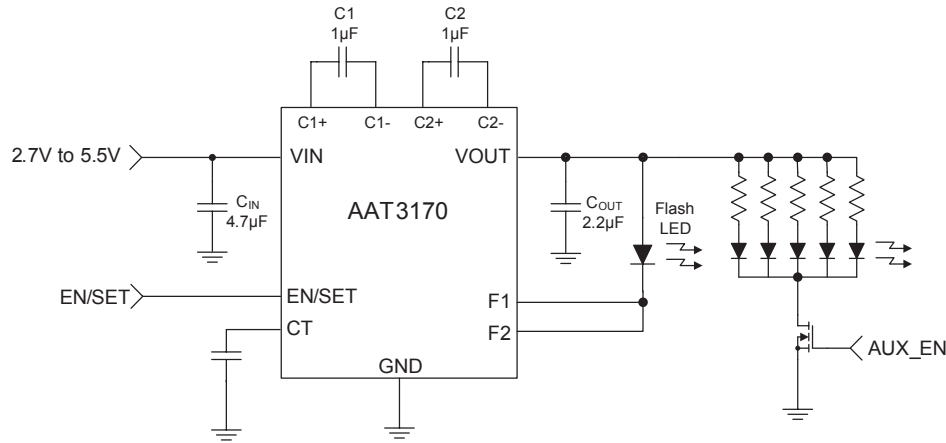 C1
1µF
C2
1µF
C1+
C1-
C2+
C2-
2.7V to 5.5V
VIN
VOUT
CIN
4.7µF
AAT3170
COUT
2.2µF
Flash
LED
EN/SET
EN/SET
F1
CT
F2
AUX_EN
GND